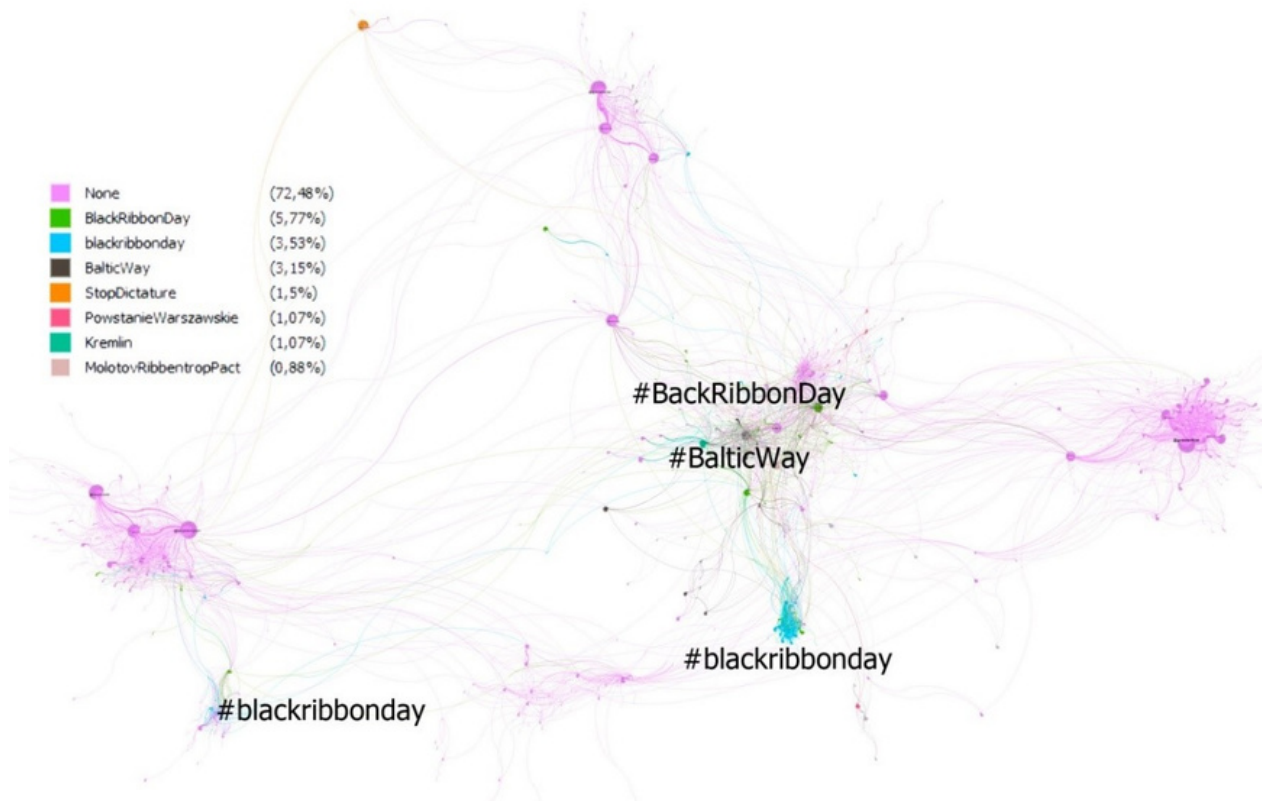 None (72,48%)
BlackRibbonDay (5,77%)
blackribbonday (3,53%)
BalticWay (3,15%)
StopDictature (1,5%)
PowstanieWarszawskie (1,07%)
Kremlin (1,07%)
MolotovRibbentropPact (0,88%)
#BackRibbonDay
#BalticWay
#blackribbonday
#blackribbonday